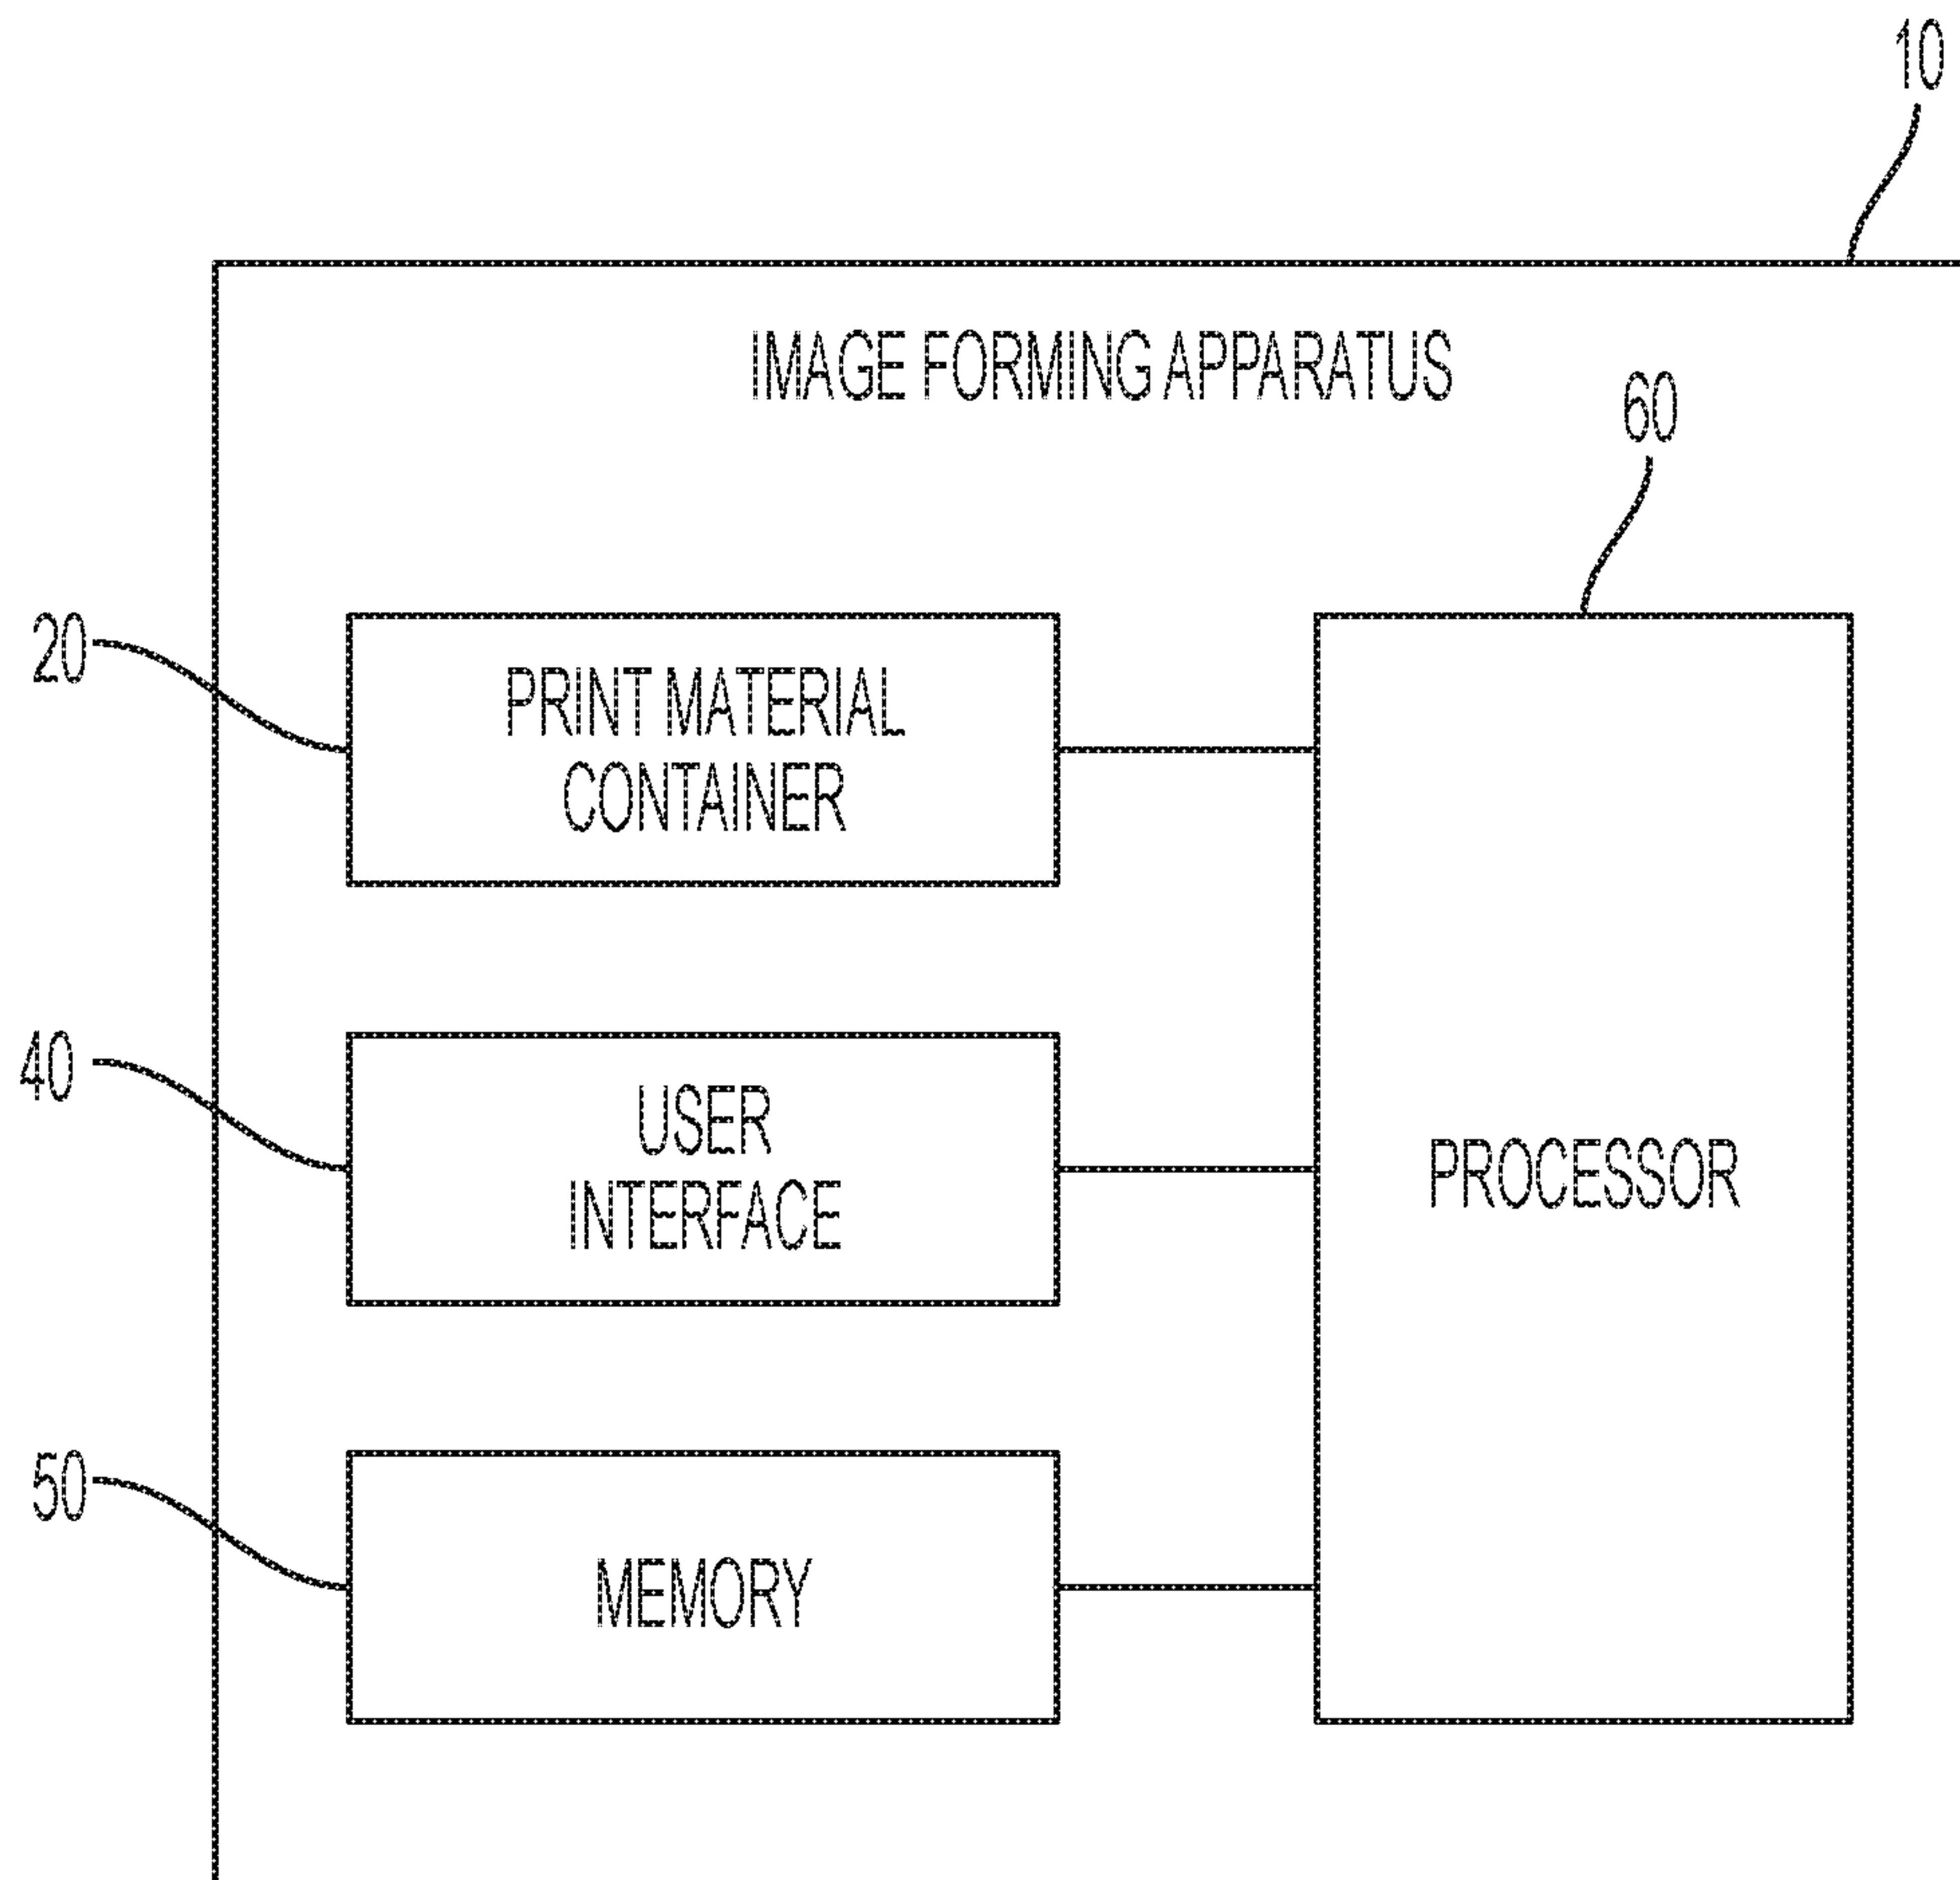 10
IMAGE FORMING APPARATUS
60
20
PRINT MATERIAL
CONTAINER
40
USER
INTERFACE
PROCESSOR
50
MEMORY